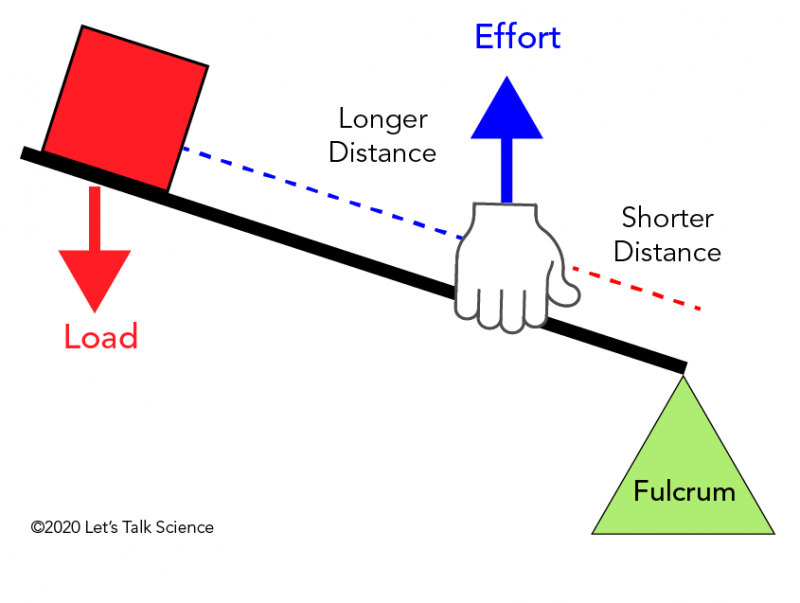 Effort
Longer
Distance
Shorter
Distance
Load
Fulcrum
©2020 Let's Talk Science